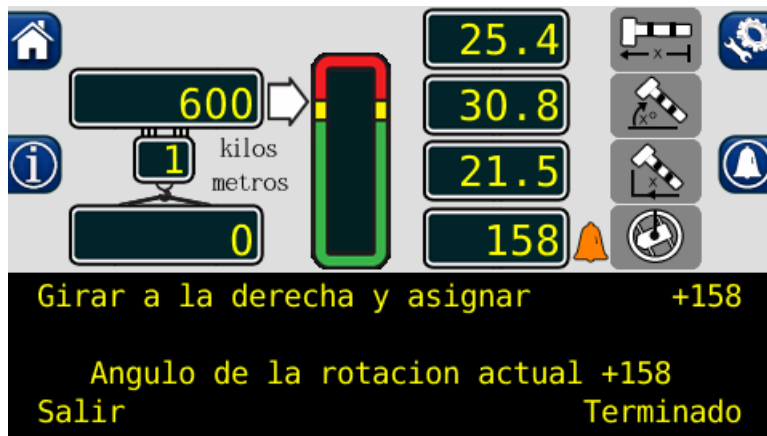 25.4
30.8
600
1
kilos
metros
21.5
0
158
x
x°
x
Girar a la derecha y asignar +158
Angulo de la rotacion actual +158
Salir Terminado